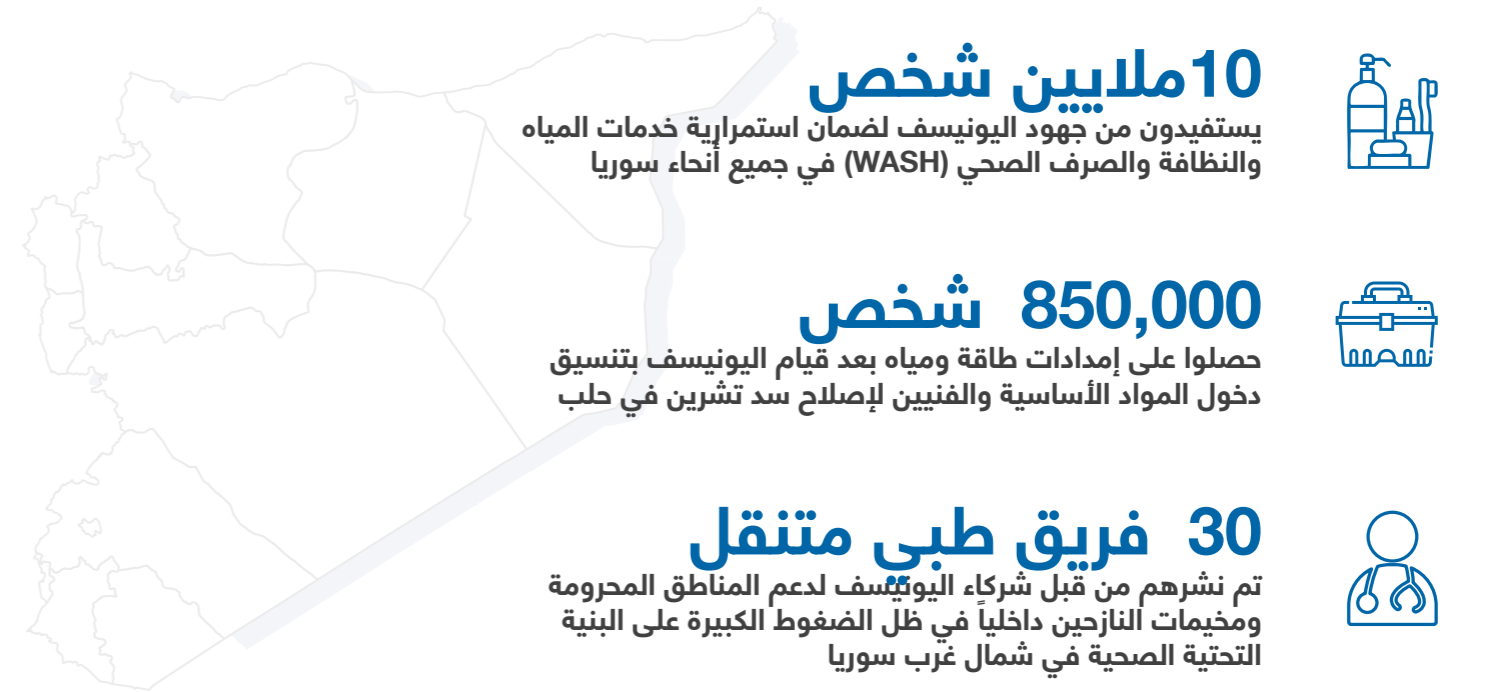 10ملايين شخص
يستفيدون من جهود اليونيسف لضمان استمرارية خدمات المياه
والنظافة والصرف الصحي (WASH) في جميع أنحاء سوريا
850,000 شخص
حصلوا على إمدادات طاقة ومياه بعد قيام اليونيسف بتنسيق
دخول المواد الأساسية والفنيين لإصلاح سد تشرين في حلب
30 فريق طبي متنقل
تم نشرهم من قبل شركاء اليونيسف لدعم المناطق المحرومة
ومخيمات النازحين داخلياً في ظل الضغوط الكبيرة على البنية
التحتية الصحية في شمال غرب سوريا